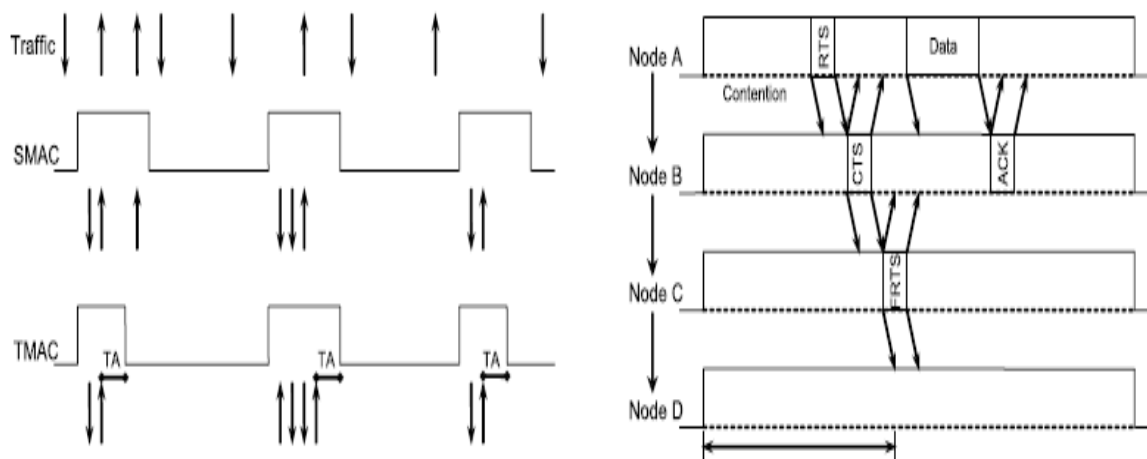 Traffic
SMAC
TMAC
TA
TA
TA
Node A
RTS
Data
Contention
Node B
CTS
ACK
Node C
FRTS
Node D